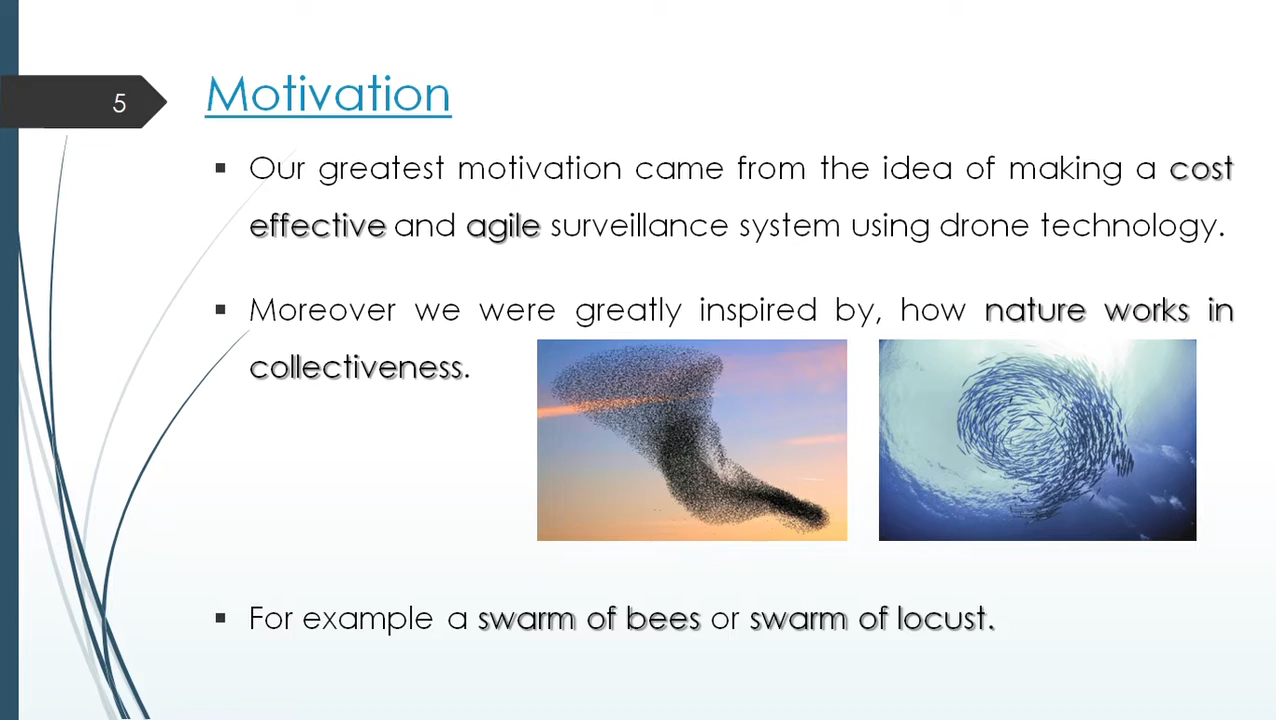 5
Motivation
▪ Our greatest motivation came from the idea of making a cost
effective and agile surveillance system using drone technology.
▪ Moreover we were greatly inspired by, how nature works in
collectiveness.
▪ For example a swarm of bees or swarm of locust.